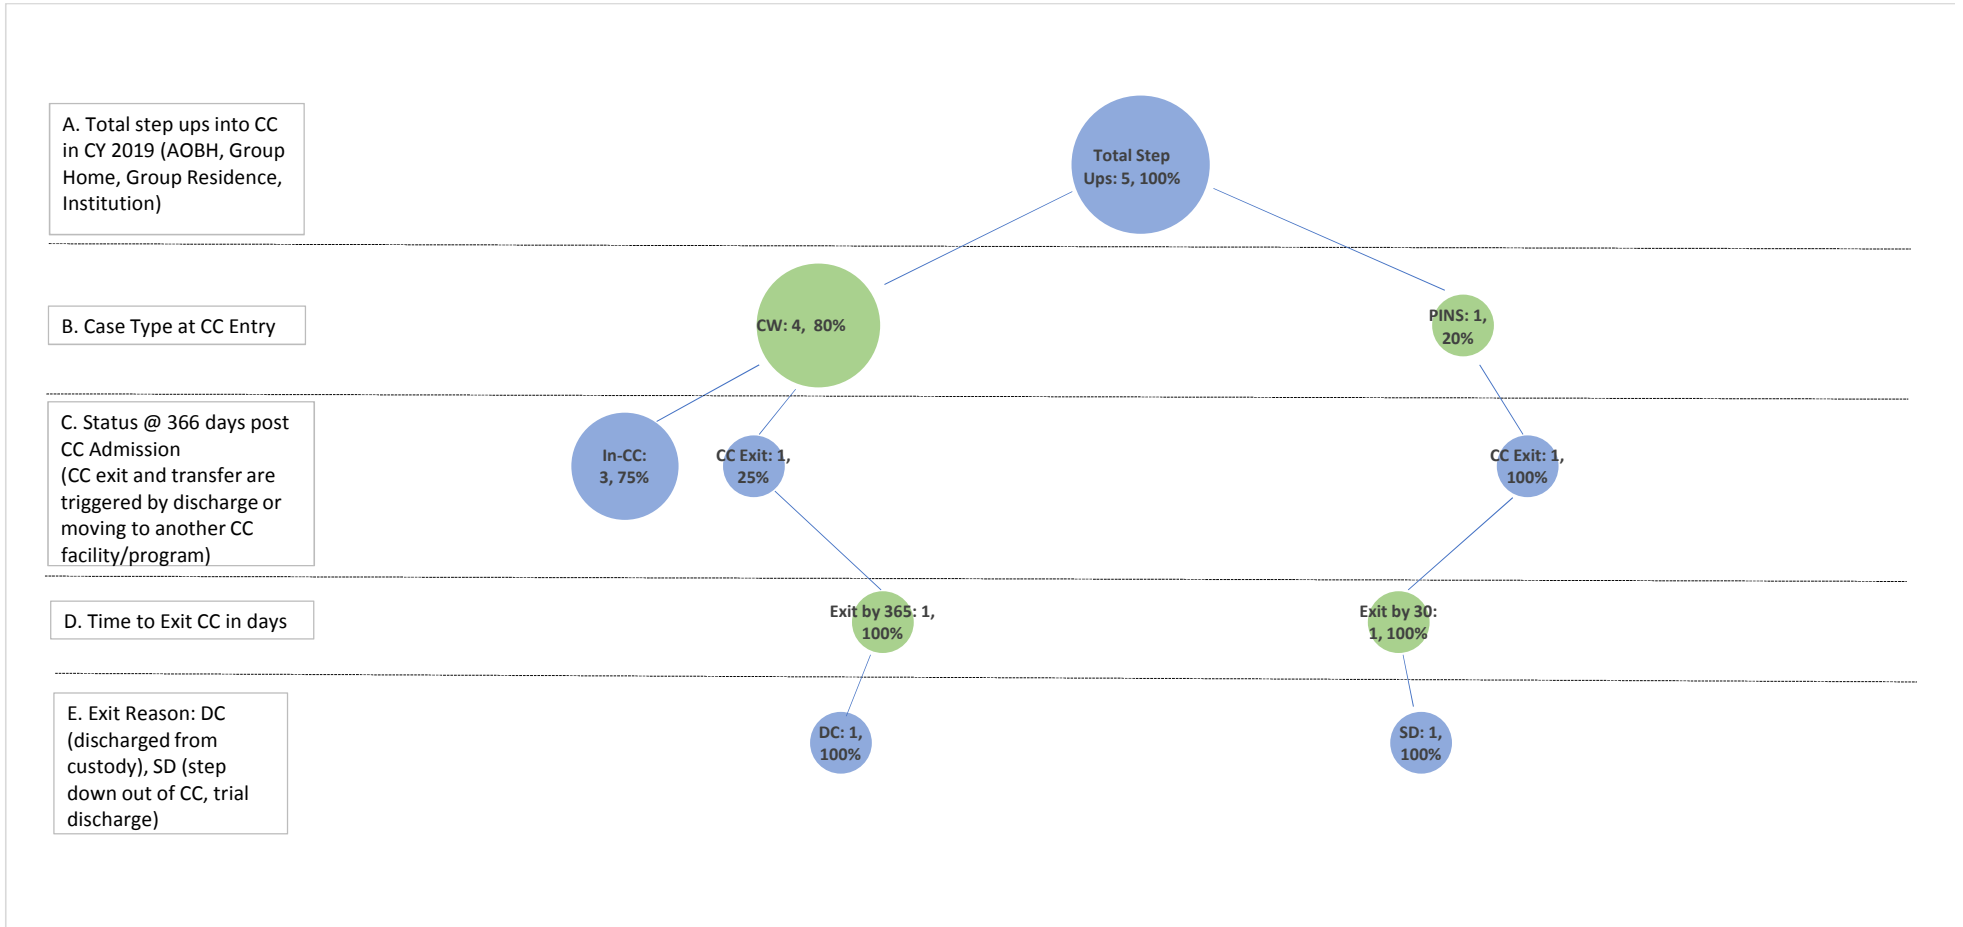 A. Total step ups into CC
in CY 2019 (AOBH, Group
Home, Group Residence,
Institution)
Total Step
Ups: 5, 100%
B. Case Type at CC Entry
CW: 4,  80%
PINS: 1,
20%
C. Status @ 366 days post
CC Admission
(CC exit and transfer are
triggered by discharge or
moving to another CC
facility/program)
In-CC:
3, 75%
CC Exit: 1,
25%
CC Exit: 1,
100%
D. Time to Exit CC in days
Exit by 365: 1,
100%
Exit by 30:
1, 100%
E. Exit Reason: DC
(discharged from
custody), SD (step
down out of CC, trial
discharge)
DC: 1,
100%
SD: 1,
100%